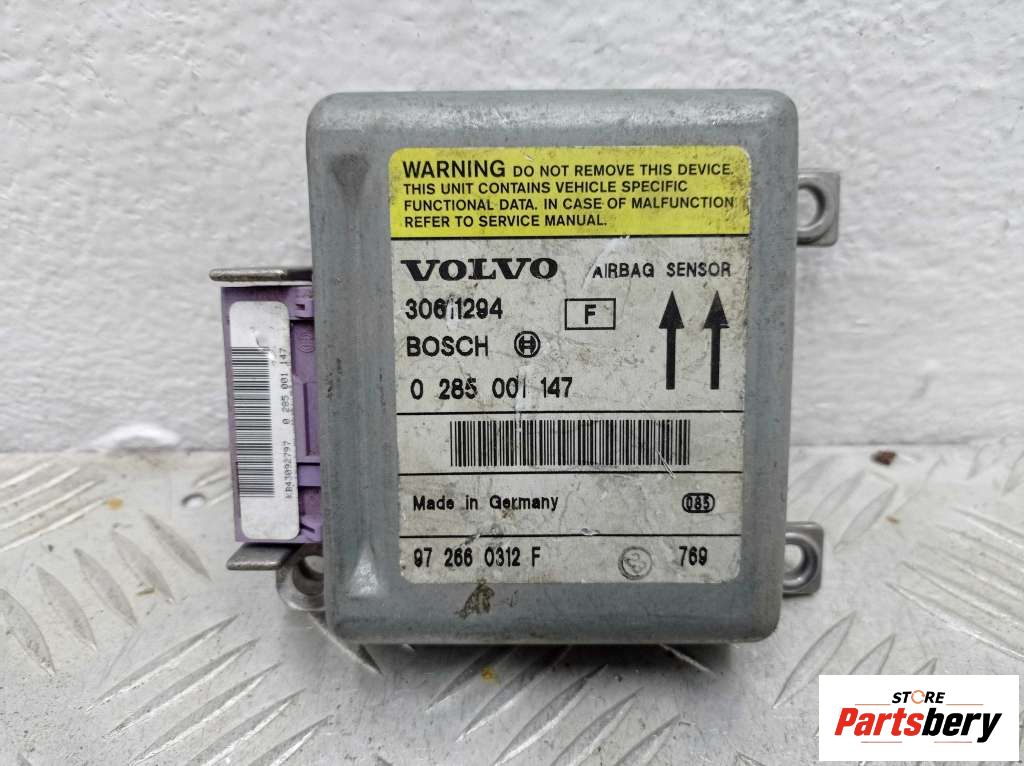 WARNING DO NOT REMOVE THIS DEVICE.
THIS UNIT CONTAINS VEHICLE SPECIFIC
FUNCTIONAL DATA. IN CASE OF MALFUNCTION
REFER TO SERVICE MANUAL.
VOLVO AIRBAG SENSOR
30611294 F
BOSCH
0 285 001 147
Made in Germany 085
97 266 0312 F 769
KB43092797 0 285 001 147
STORE
Partsbery